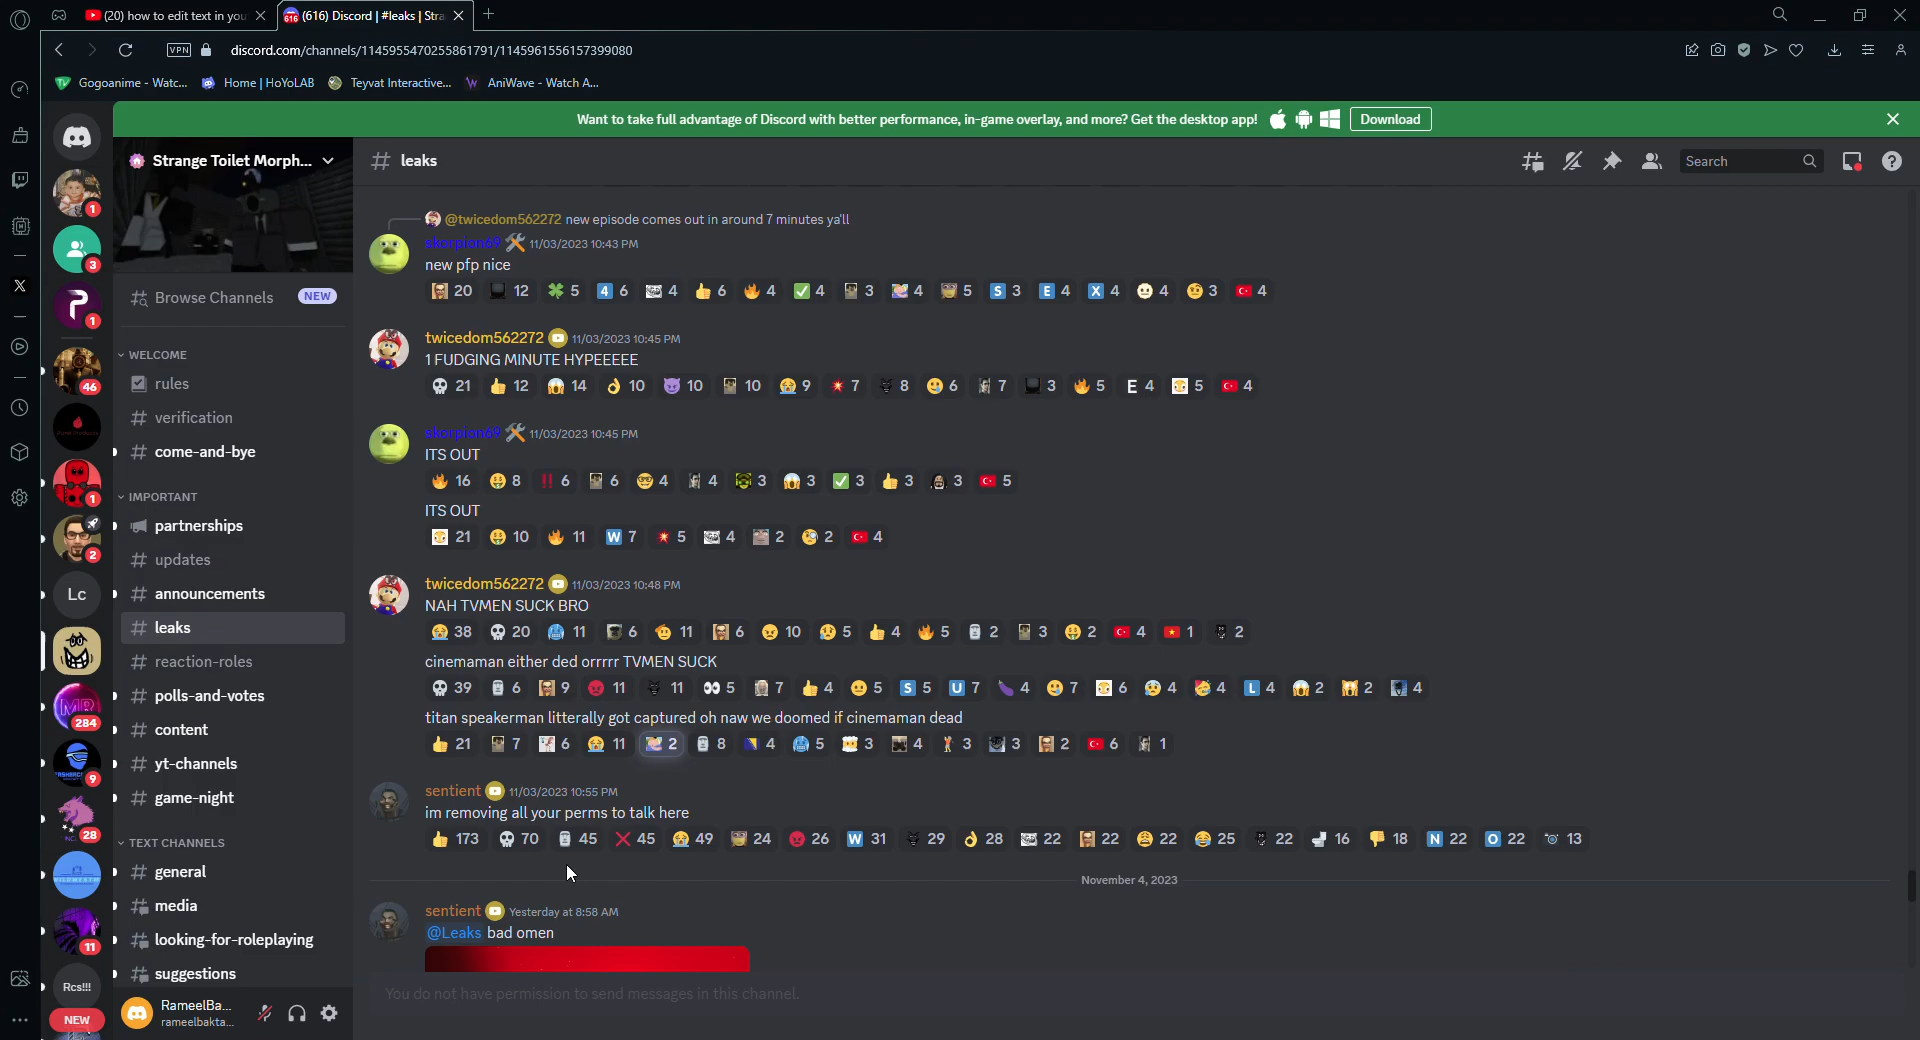 (20) how to edit text in you
(616) Discord | #leaks | Stra
VPN
discord.com/channels/1145955470255861791/1145961556157399080
Gogoanime - Watc...
Home | HoYoLAB
Teyvat Interactive...
AniWave - Watch A...
Want to take full advantage of Discord with better performance, in-game overlay, and more? Get the desktop app!
Download
Strange Toilet Morph...
leaks
Search
Browse Channels
NEW
WELCOME
rules
verification
come-and-bye
IMPORTANT
partnerships
updates
announcements
leaks
reaction-roles
polls-and-votes
content
yt-channels
game-night
TEXT CHANNELS
general
media
looking-for-roleplaying
suggestions
RameelBa...
rameelbakta...
1
3
1
46
1
2
Lc
284
9
28
11
Rcs!!!
NEW
@twicedom562272 new episode comes out in around 7 minutes ya'll
skorpion69 11/03/2023 10:43 PM
new pfp nice
20 12 5 4 6 4 6 4 4 3 4 5 S 3 E 4 X 4 4 3 4
twicedom562272 11/03/2023 10:45 PM
1 FUDGING MINUTE HYPEEEEE
21 12 14 10 10 10 9 7 8 6 7 3 5 E 4 5 4
skorpion69 11/03/2023 10:45 PM
ITS OUT
16 8 6 6 4 4 3 3 3 3 3 5
ITS OUT
21 10 11 W 7 5 4 2 2 4
twicedom562272 11/03/2023 10:48 PM
NAH TVMEN SUCK BRO
38 20 11 6 11 6 10 5 4 5 2 3 2 4 1 2
cinemaman either ded orrrrr TVMEN SUCK
39 6 9 11 11 5 7 4 5 S 5 U 7 4 7 6 4 4 L 4 2 2 4
titan speakerman litterally got captured oh naw we doomed if cinemaman dead
21 7 6 11 2 8 4 5 3 4 3 3 2 6 1
sentient 11/03/2023 10:55 PM
im removing all your perms to talk here
173 70 45 45 49 24 26 W 31 29 28 22 22 22 25 22 16 18 N 22 O 22 13
November 4, 2023
sentient Yesterday at 8:58 AM
@Leaks bad omen
You do not have permission to send messages in this channel.